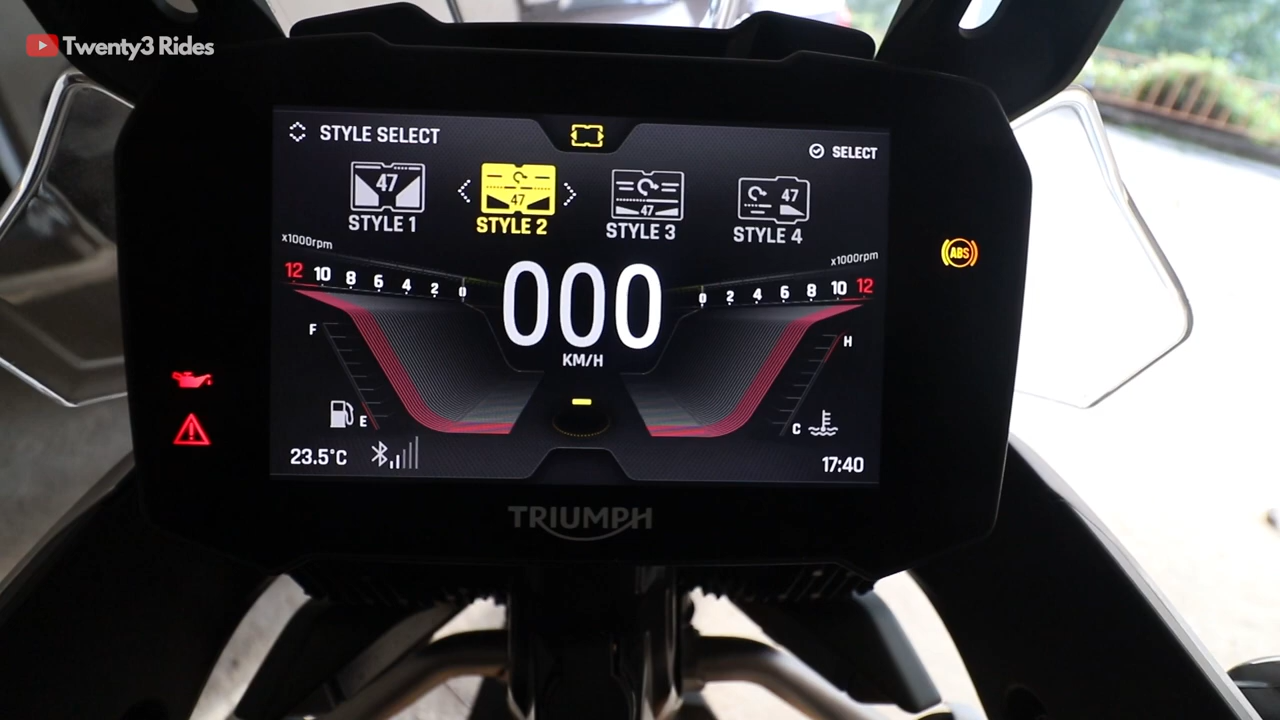 Twenty3 Rides
STYLE SELECT
SELECT
47 47 47 47
STYLE 1 STYLE 2 STYLE 3 STYLE 4
x1000rpm x1000rpm
12 10 8 6 4 2 0 000 0 2 4 6 8 10 12
KM/H
F H
E C
ABS
23.5°C 17:40
TRIUMPH